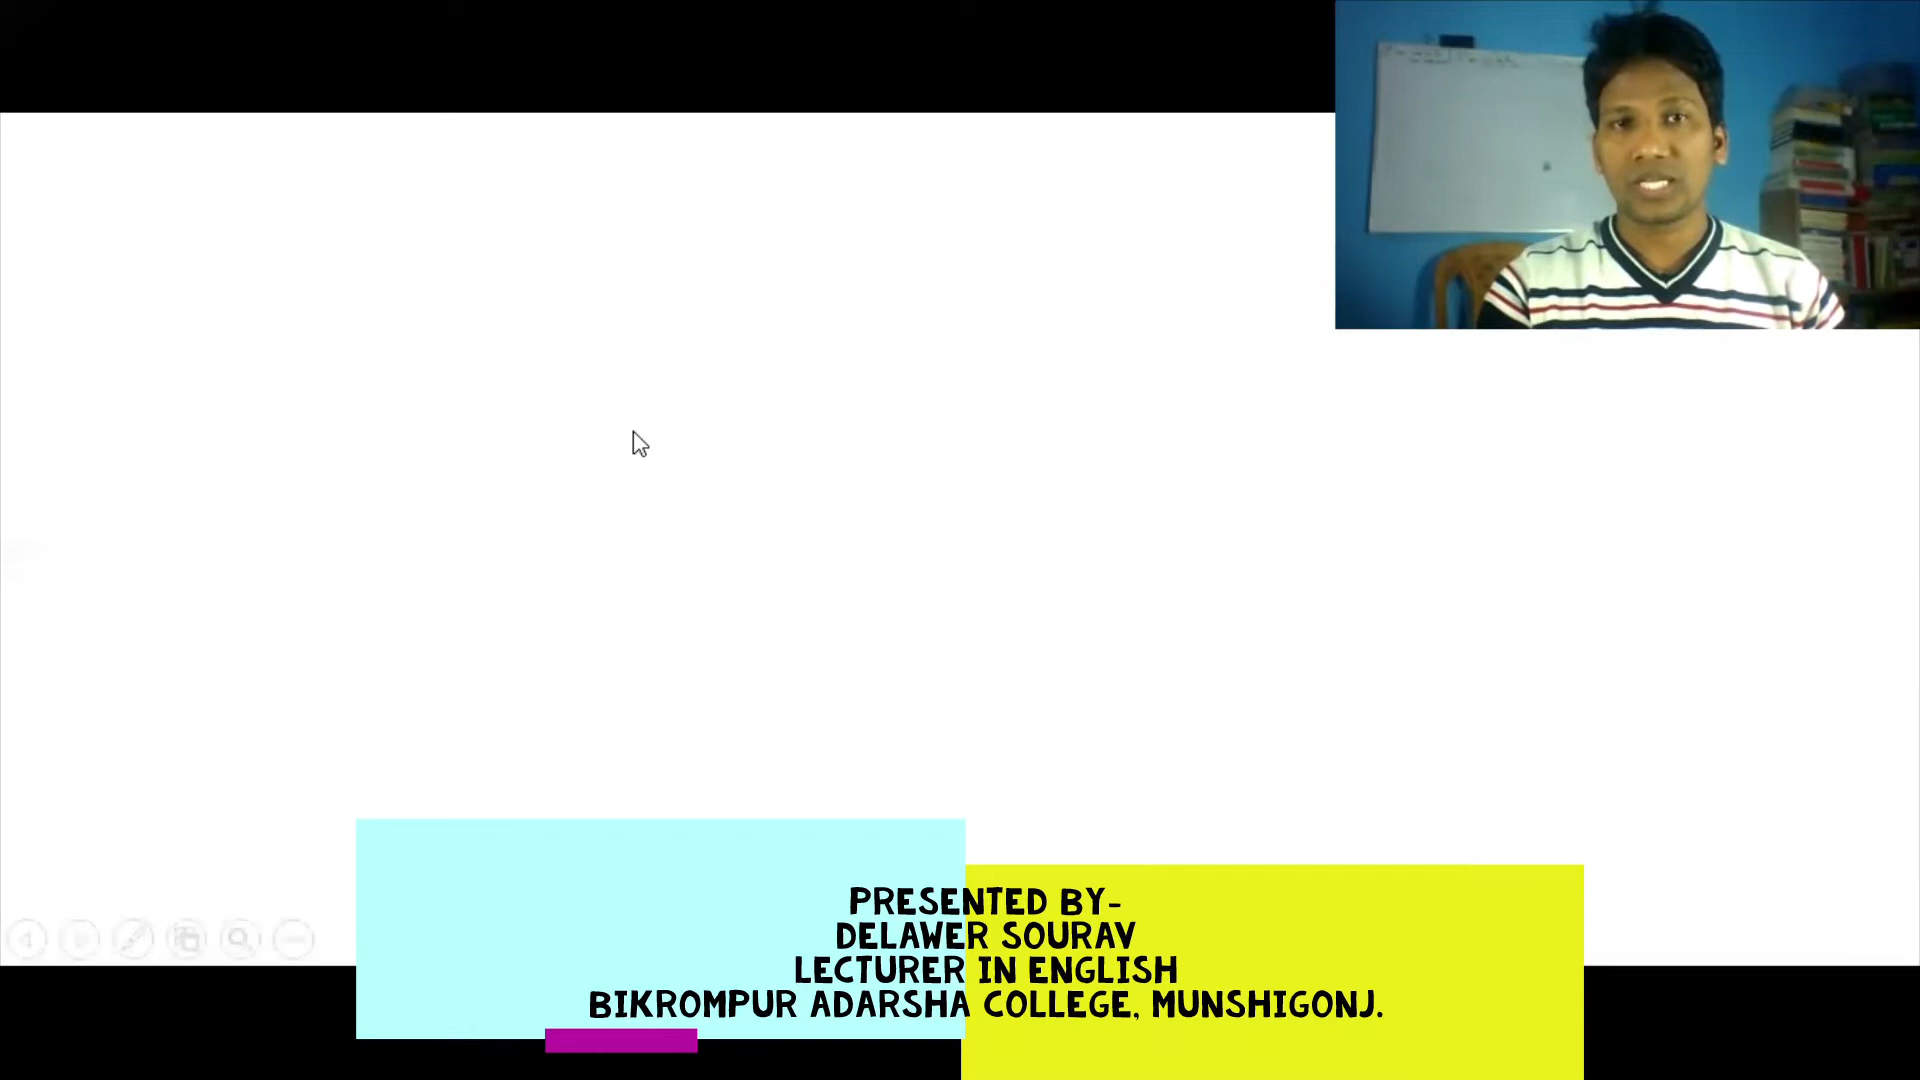 PRESENTED BY-
DELAWER SOURAV
LECTURER IN ENGLISH
BIKROMPUR ADARSHA COLLEGE, MUNSHIGONJ.